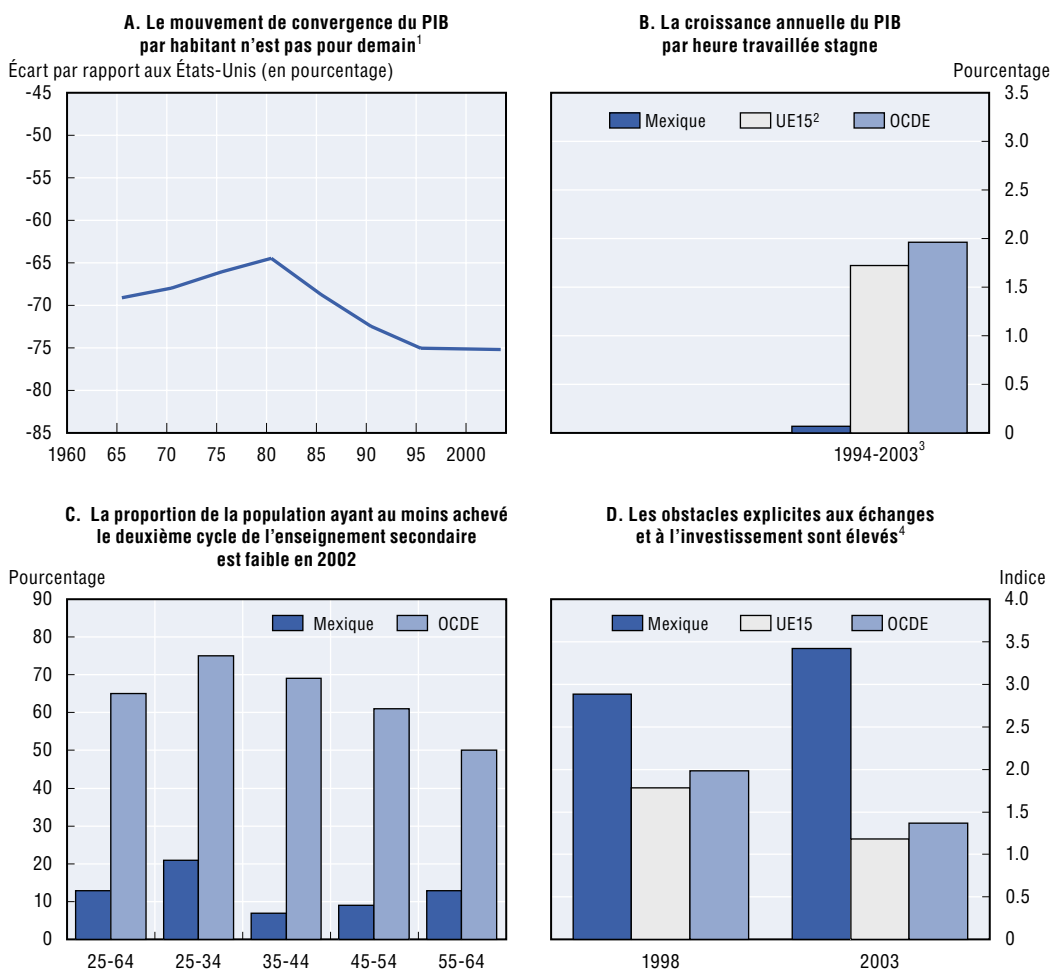 A. Le mouvement de convergence du PIB
par habitant n'est pas pour demain¹
Écart par rapport aux États-Unis (en pourcentage)
-45
-50
-55
-60
-65
-70
-75
-80
-85
1960 65 70 75 80 85 90 95 2000
B. La croissance annuelle du PIB
par heure travaillée stagne
Pourcentage
Mexique UE15² OCDE
3.5
3.0
2.5
2.0
1.5
1.0
0.5
0
1994-2003³
C. La proportion de la population ayant au moins achevé
le deuxième cycle de l'enseignement secondaire
est faible en 2002
Pourcentage
Mexique OCDE
90
80
70
60
50
40
30
20
10
0
25-64 25-34 35-44 45-54 55-64
D. Les obstacles explicites aux échanges
et à l'investissement sont élevés⁴
Indice
Mexique UE15 OCDE
4.0
3.5
3.0
2.5
2.0
1.5
1.0
0.5
0
1998 2003